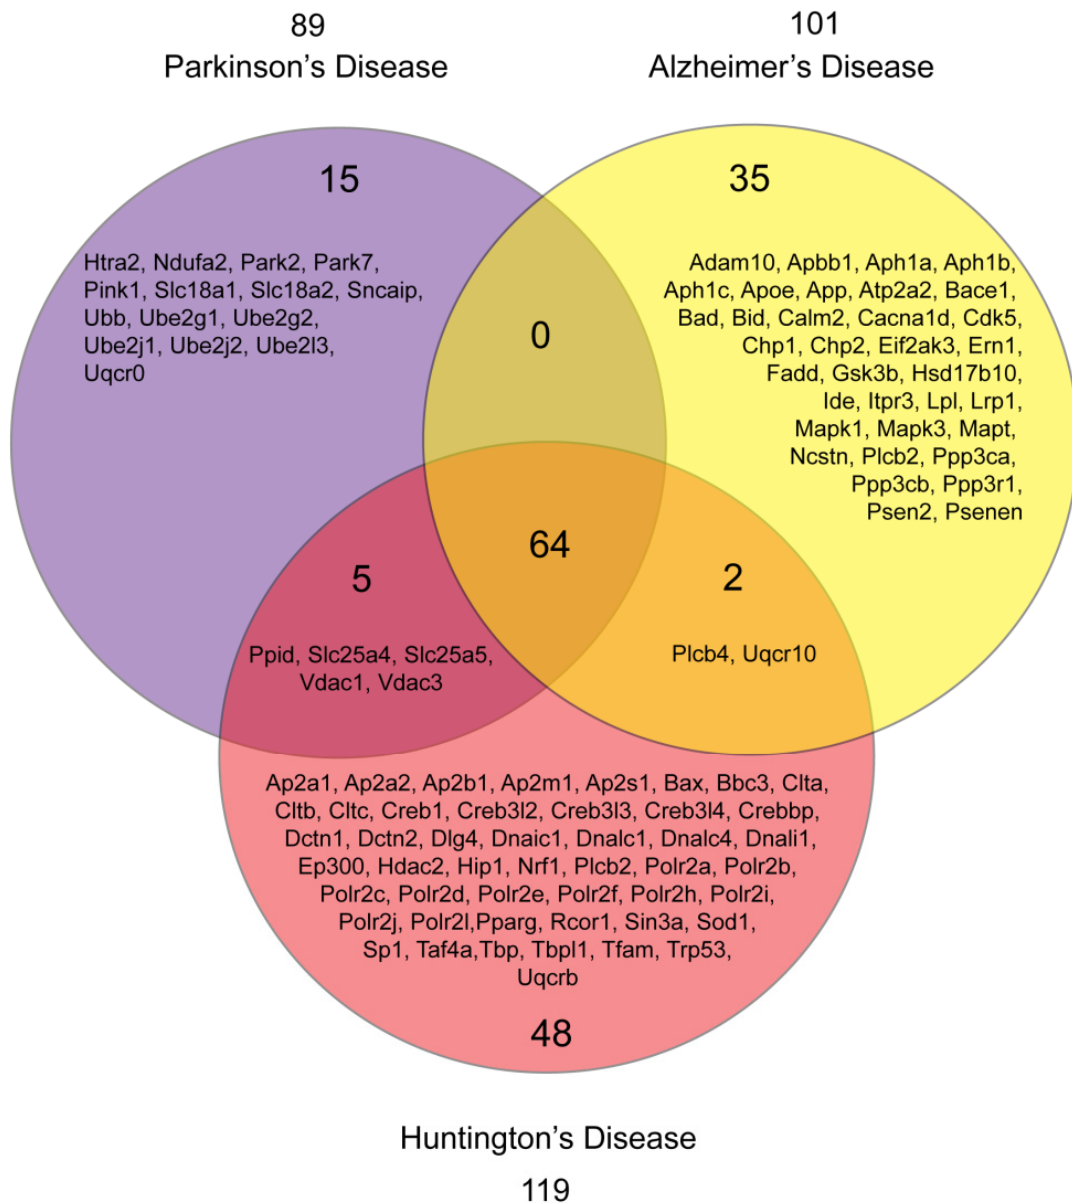 89
Parkinson's Disease
101
Alzheimer's Disease
15
Htra2, Ndufa2, Park2, Park7,
Pink1, Slc18a1, Slc18a2, Sncaip,
Ubb, Ube2g1, Ube2g2,
Ube2j1, Ube2j2, Ube2l3,
Uqcr0
35
Adam10, Apbb1, Aph1a, Aph1b,
Aph1c, Apoe, App, Atp2a2, Bace1,
Bad, Bid, Calm2, Cacna1d, Cdk5,
Chp1, Chp2, Eif2ak3, Ern1,
Fadd, Gsk3b, Hsd17b10,
Ide, Itpr3, Lpl, Lrp1,
Mapk1, Mapk3, Mapt,
Ncstn, Plcb2, Ppp3ca,
Ppp3cb, Ppp3r1,
Psen2, Psenen
0
64
5
Ppid, Slc25a4, Slc25a5,
Vdac1, Vdac3
2
Plcb4, Uqcr10
Ap2a1, Ap2a2, Ap2b1, Ap2m1, Ap2s1, Bax, Bbc3, Clta,
Cltb, Cltc, Creb1, Creb3l2, Creb3l3, Creb3l4, Crebbp,
Dctn1, Dctn2, Dlg4, Dnaic1, Dnalc1, Dnalc4, Dnali1,
Ep300, Hdac2, Hip1, Nrf1, Plcb2, Polr2a, Polr2b,
Polr2c, Polr2d, Polr2e, Polr2f, Polr2h, Polr2i,
Polr2j, Polr2l,Pparg, Rcor1, Sin3a, Sod1,
Sp1, Taf4a,Tbp, Tbpl1, Tfam, Trp53,
Uqcrb
48
Huntington's Disease
119